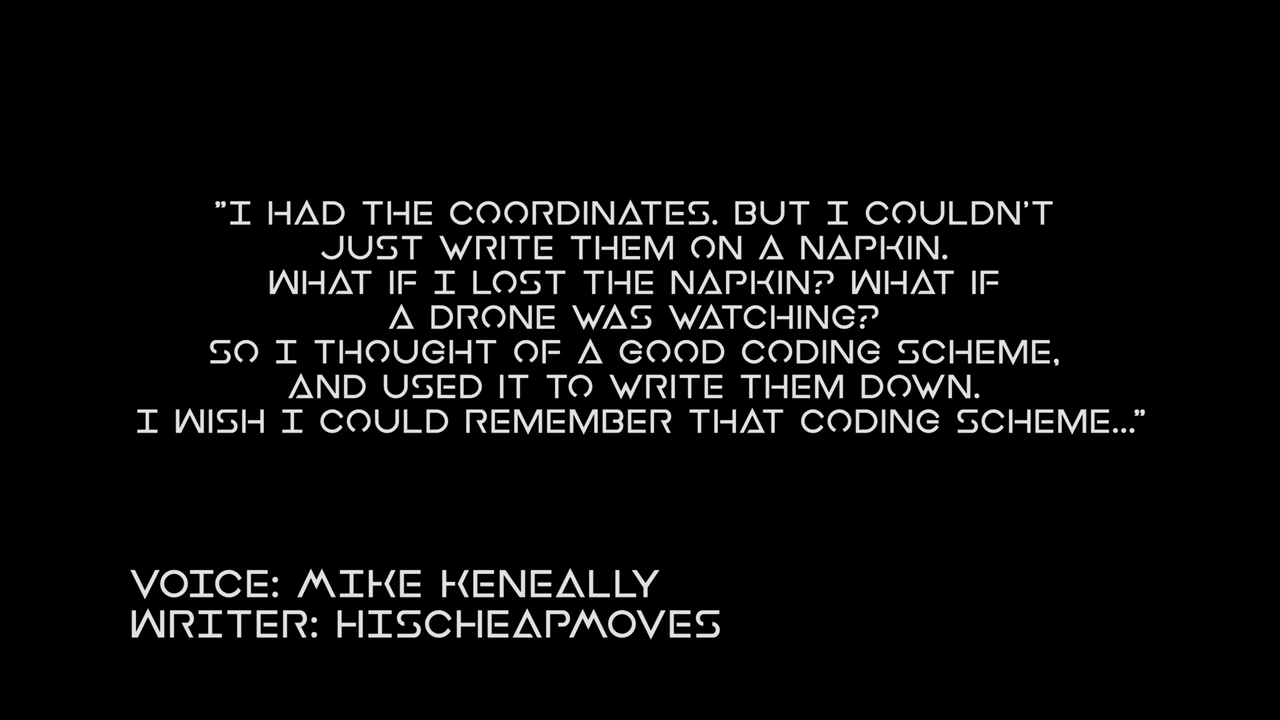 "I HAD THE COORDINATES. BUT I COULDN'T
JUST WRITE THEM ON A NAPKIN.
WHAT IF I LOST THE NAPKIN? WHAT IF
A DRONE WAS WATCHING?
SO I THOUGHT OF A GOOD CODING SCHEME,
AND USED IT TO WRITE THEM DOWN.
I WISH I COULD REMEMBER THAT CODING SCHEME..."
VOICE: MIKE KENEALLY
WRITER: HISCHEAPMOVES